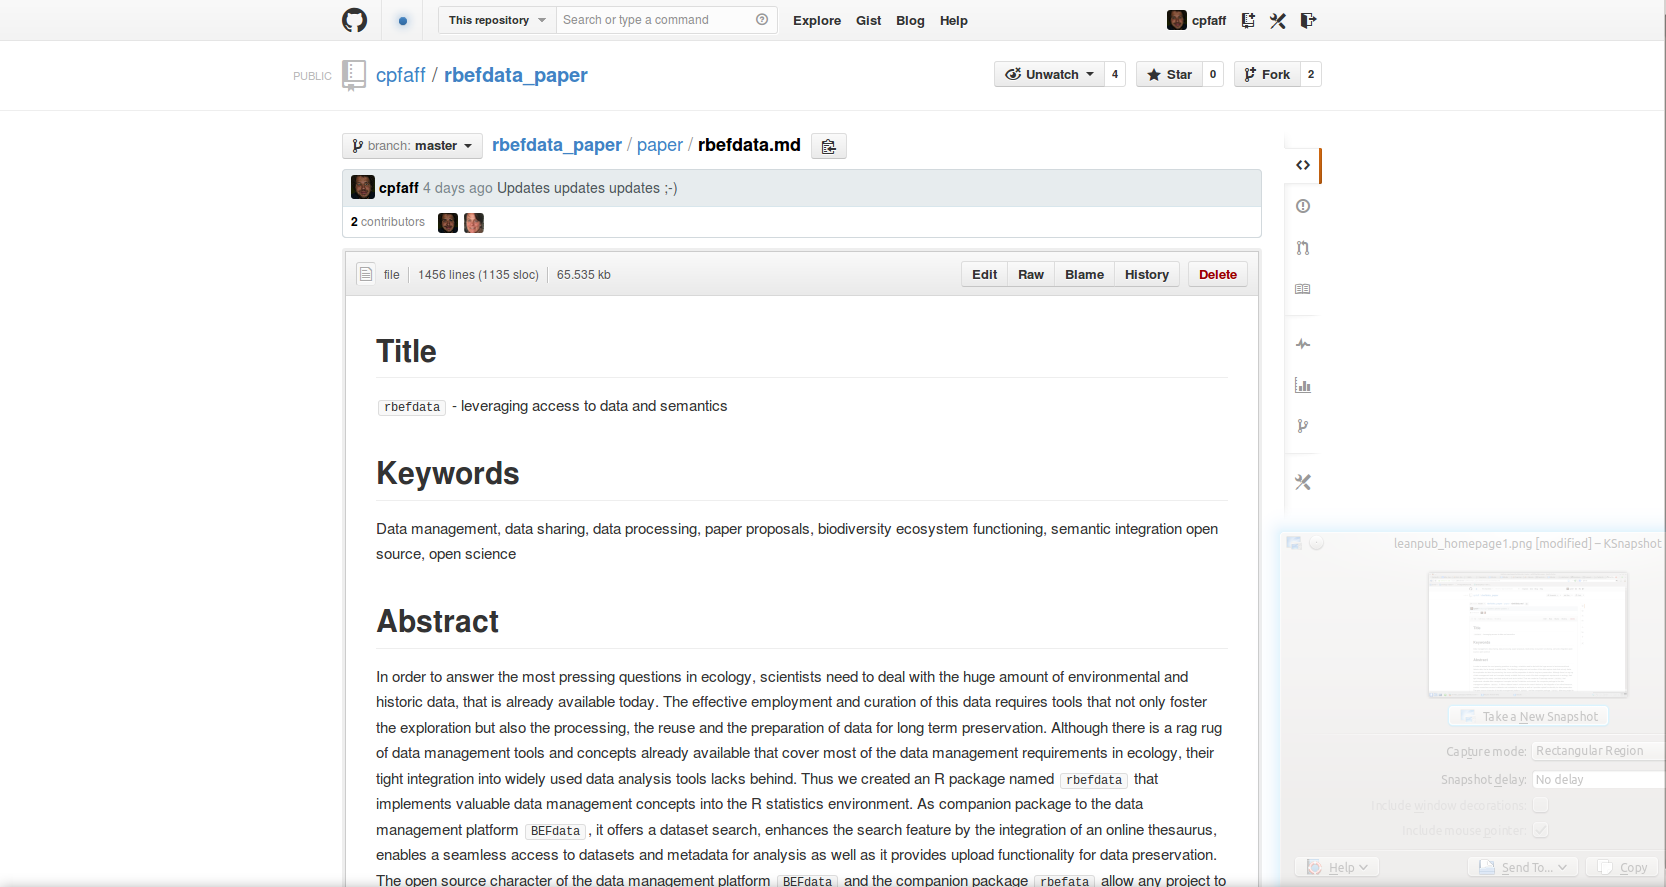 This repository Search or type a command Explore Gist Blog Help cpfaff
PUBLIC cpfaff / rbefdata_paper Unwatch 4 Star 0 Fork 2
branch: master rbefdata_paper / paper / rbefdata.md
cpfaff 4 days ago Updates updates updates ;-)
2 contributors
file 1456 lines (1135 sloc) 65.535 kb Edit Raw Blame History Delete
Title
rbefdata - leveraging access to data and semantics
Keywords
Data management, data sharing, data processing, paper proposals, biodiversity ecosystem functioning, semantic integration open
source, open science
Abstract
In order to answer the most pressing questions in ecology, scientists need to deal with the huge amount of environmental and
historic data, that is already available today. The effective employment and curation of this data requires tools that not only foster
the exploration but also the processing, the reuse and the preparation of data for long term preservation. Although there is a rag rug
of data management tools and concepts already available that cover most of the data management requirements in ecology, their
tight integration into widely used data analysis tools lacks behind. Thus we created an R package named rbefdata that
implements valuable data management concepts into the R statistics environment. As companion package to the data
management platform BEFdata, it offers a dataset search, enhances the search feature by the integration of an online thesaurus,
enables a seamless access to datasets and metadata for analysis as well as it provides upload functionality for data preservation.
The open source character of the data management platform BEFdata and the companion package rbefata allow any project to
leanpub_homepage1.png [modified] – KSnapshot
Take a New Snapshot
Capture mode: Rectangular Region
Snapshot delay: No delay
Include window decorations:
Include mouse pointer:
Help Send To... Copy